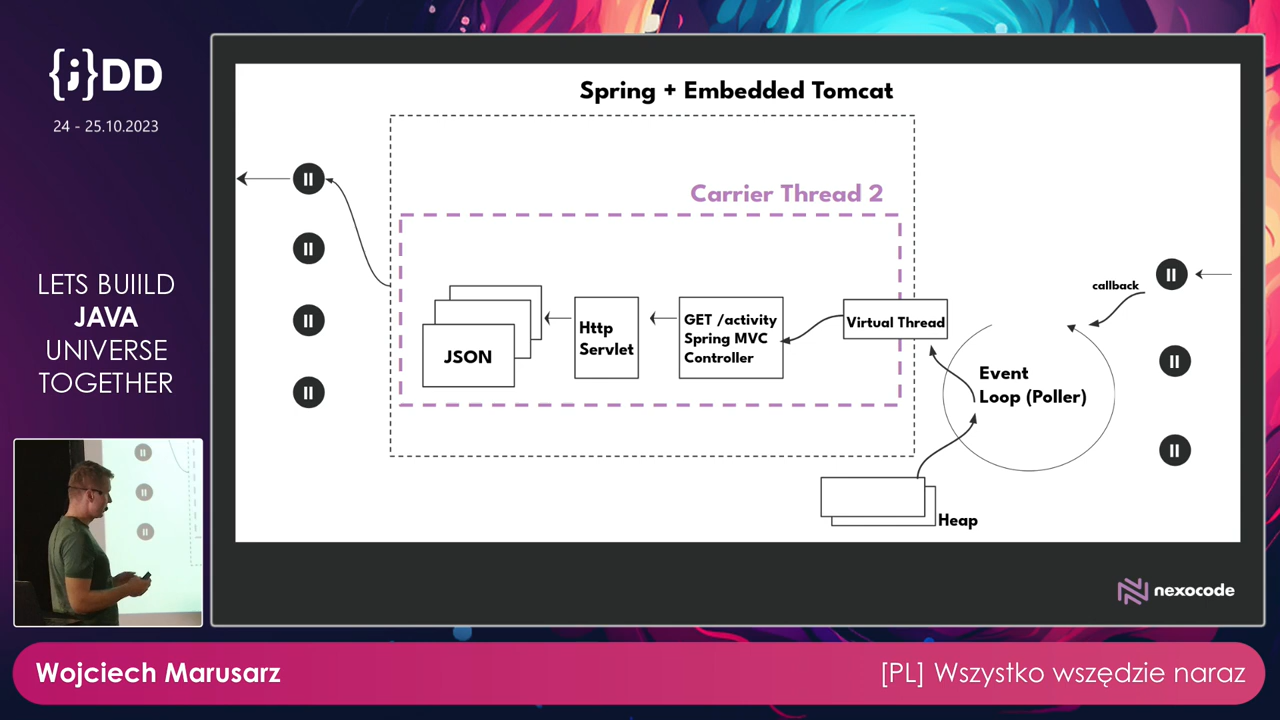 {j}DD
24 - 25.10.2023
LETS BUIILD
JAVA
UNIVERSE
TOGETHER
Spring + Embedded Tomcat
Carrier Thread 2
JSON
Http
Servlet
GET /activity
Spring MVC
Controller
Virtual Thread
callback
Event
Loop (Poller)
Heap
nexocode
Wojciech Marusarz
[PL] Wszystko wszędzie naraz